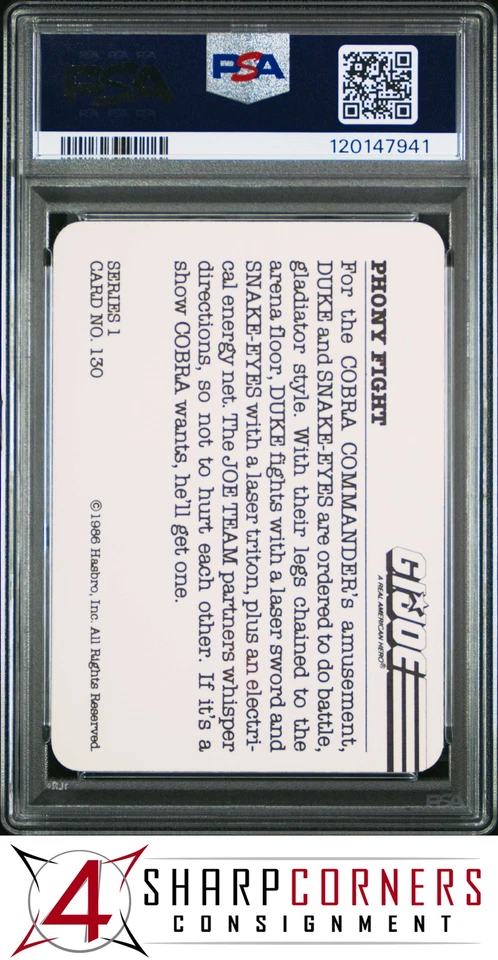 PSA
PSA
120147941
G.I. JOE
A REAL AMERICAN HERO®
PHONY FIGHT
For the COBRA COMMANDER's amusement,
DUKE and SNAKE-EYES are ordered to do battle,
gladiator style. With their legs chained to the
arena floor, DUKE fights with a laser sword and
SNAKE-EYES with a laser triton, plus an electri-
cal energy net. The JOE TEAM partners whisper
directions, so not to hurt each other. If it's a
show COBRA wants, he'll get one.
SERIES 1
CARD NO. 130
©1986 Hasbro, Inc. All Rights Reserved.
PSA
4 SHARPCORNERS
CONSIGNMENT